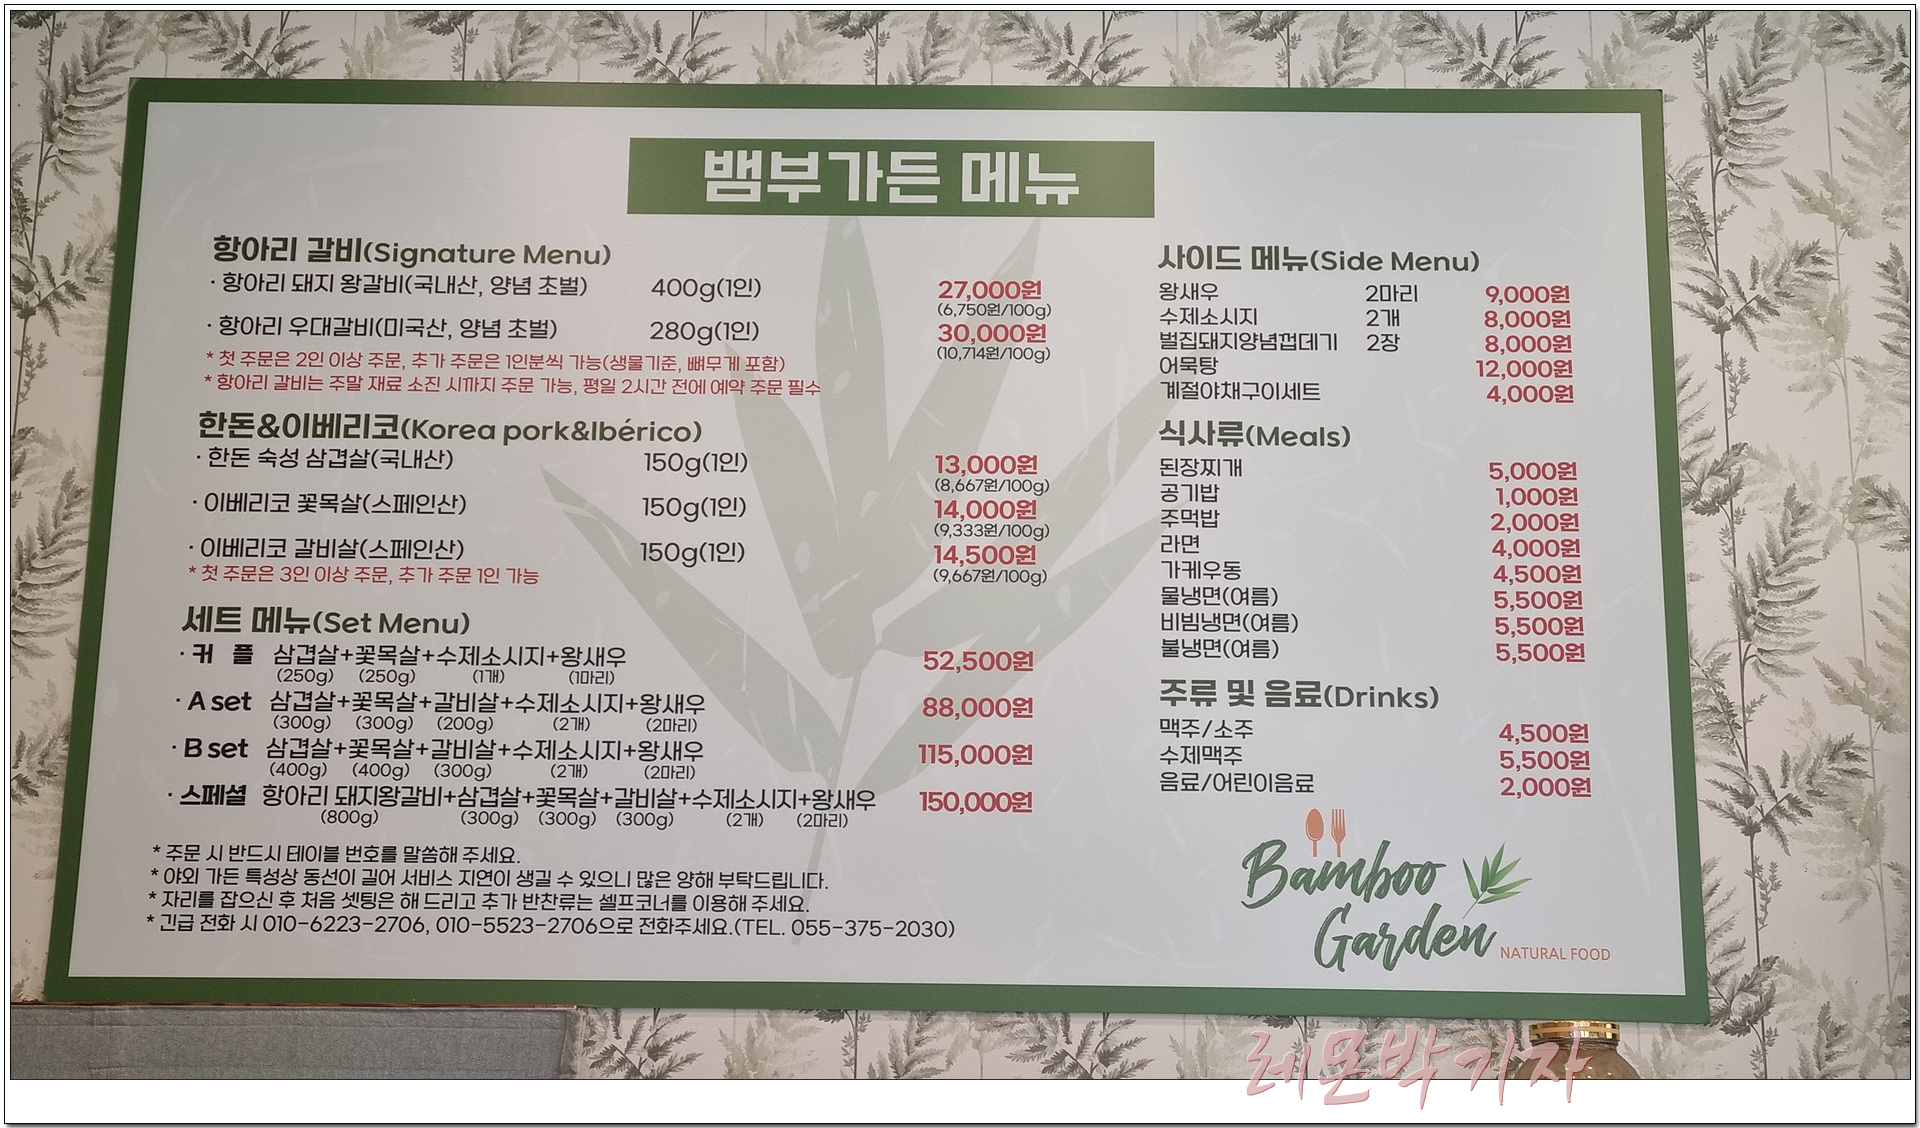 뱀부가든 메뉴
항아리 갈비(Signature Menu)
· 항아리 돼지 왕갈비(국내산, 양념 초벌) 400g(1인) 27,000원
(6,750원/100g)
· 항아리 우대갈비(미국산, 양념 초벌) 280g(1인) 30,000원
(10,714원/100g)
* 첫 주문은 2인 이상 주문, 추가 주문은 1인분씩 가능(생물기준, 뼈무게 포함)
* 항아리 갈비는 주말 재료 소진 시까지 주문 가능, 평일 2시간 전에 예약 주문 필수
한돈&이베리코(Korea pork&Ibérico)
· 한돈 숙성 삼겹살(국내산) 150g(1인) 13,000원
(8,667원/100g)
· 이베리코 꽃목살(스페인산) 150g(1인) 14,000원
(9,333원/100g)
· 이베리코 갈비살(스페인산) 150g(1인) 14,500원
(9,667원/100g)
* 첫 주문은 3인 이상 주문, 추가 주문 1인 가능
세트 메뉴(Set Menu)
· 커 플 삼겹살+꽃목살+수제소시지+왕새우 52,500원
(250g) (250g) (1개) (1마리)
· A set 삼겹살+꽃목살+갈비살+수제소시지+왕새우 88,000원
(300g) (300g) (200g) (2개) (2마리)
· B set 삼겹살+꽃목살+갈비살+수제소시지+왕새우 115,000원
(400g) (400g) (300g) (2개) (2마리)
· 스페셜 항아리 돼지왕갈비+삼겹살+꽃목살+갈비살+수제소시지+왕새우 150,000원
(800g) (300g) (300g) (300g) (2개) (2마리)
* 주문 시 반드시 테이블 번호를 말씀해 주세요.
* 야외 가든 특성상 동선이 길어 서비스 지연이 생길 수 있으니 많은 양해 부탁드립니다.
* 자리를 잡으신 후 처음 셋팅은 해 드리고 추가 반찬류는 셀프코너를 이용해 주세요.
* 긴급 전화 시 010-6223-2706, 010-5523-2706으로 전화주세요.(TEL. 055-375-2030)
사이드 메뉴(Side Menu)
왕새우 2마리 9,000원
수제소시지 2개 8,000원
벌집돼지양념껍데기 2장 8,000원
어묵탕 12,000원
계절야채구이세트 4,000원
식사류(Meals)
된장찌개 5,000원
공기밥 1,000원
주먹밥 2,000원
라면 4,000원
가케우동 4,500원
물냉면(여름) 5,500원
비빔냉면(여름) 5,500원
불냉면(여름) 5,500원
주류 및 음료(Drinks)
맥주/소주 4,500원
수제맥주 5,500원
음료/어린이음료 2,000원
Bamboo
Garden
NATURAL FOOD
레몬박기자